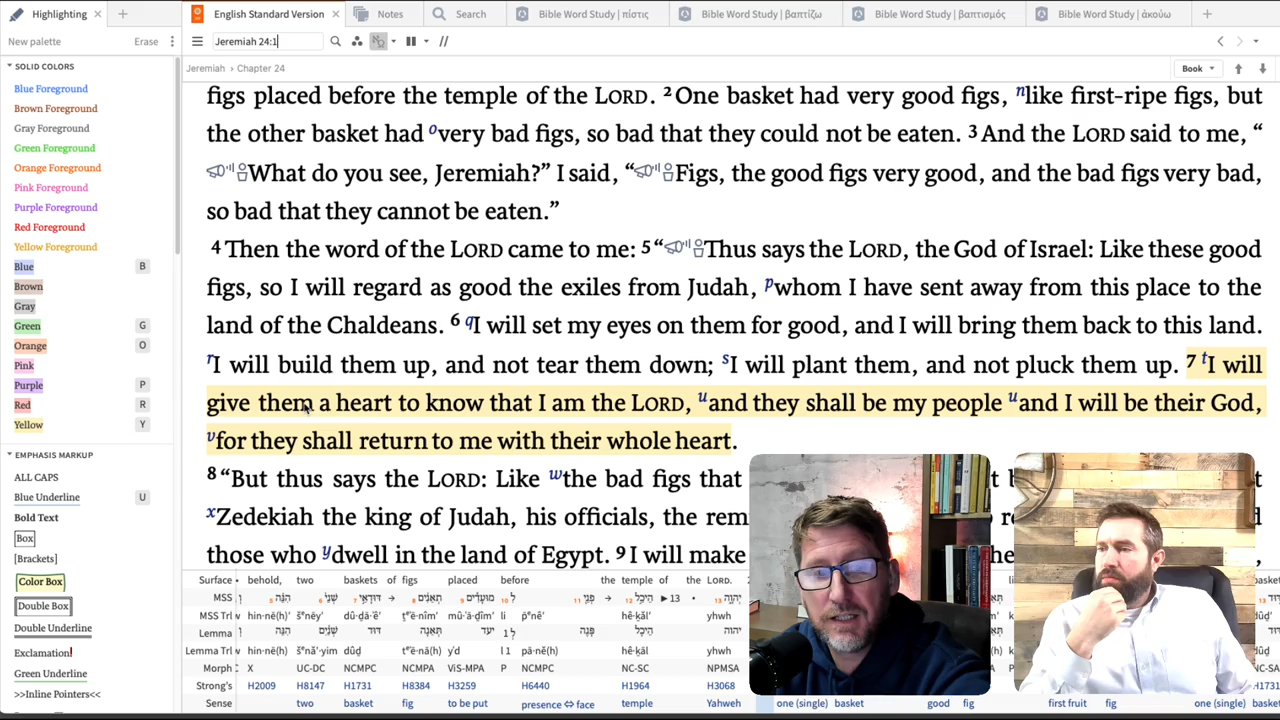 Highlighting × +
English Standard Version ×
Notes
Search
Bible Word Study | πίστις
Bible Word Study | βαπτίζω
Bible Word Study | βαπτισμός
Bible Word Study | ἀκούω
New palette Erase
Jeremiah 24:1
Jeremiah › Chapter 24
Book
SOLID COLORS
Blue Foreground
Brown Foreground
Gray Foreground
Green Foreground
Orange Foreground
Pink Foreground
Purple Foreground
Red Foreground
Yellow Foreground
Blue B
Brown
Gray
Green G
Orange O
Pink
Purple P
Red R
Yellow Y
EMPHASIS MARKUP
ALL CAPS
Blue Underline U
Bold Text
Box
[Brackets]
Color Box
Double Box
Double Underline
Exclamation!
Green Underline
>>Inline Pointers<<
figs placed before the temple of the LORD. 2 One basket had very good figs, n like first-ripe figs, but
the other basket had o very bad figs, so bad that they could not be eaten. 3 And the LORD said to me, “
What do you see, Jeremiah?” I said, “Figs, the good figs very good, and the bad figs very bad,
so bad that they cannot be eaten.”
4 Then the word of the LORD came to me: 5 “Thus says the LORD, the God of Israel: Like these good
figs, so I will regard as good the exiles from Judah, p whom I have sent away from this place to the
land of the Chaldeans. 6 q I will set my eyes on them for good, and I will bring them back to this land.
r I will build them up, and not tear them down; s I will plant them, and not pluck them up. 7 t I will
give them a heart to know that I am the LORD, u and they shall be my people u and I will be their God,
v for they shall return to me with their whole heart.
8 “But thus says the LORD: Like w the bad figs that
x Zedekiah the king of Judah, his officials, the rem
those who y dwell in the land of Egypt. 9 I will make
Surface behold, two baskets of figs placed before the temple of the LORD.
MSS
MSS Trl hin·nē(h)′ šᵉnêy′ dû·ḏā·ʾê′ tᵉʾē·nîm′ mû·ʿā·ḏîm′ li p̄·nê′ hê·ḵāl′ yhwh
Lemma הִנֵּה שְׁנַיִם דּוּד תְּאֵנָה יעד לְ 1 פָּנֶה הֵיכָל יהוה
Lemma Trl hin·nē(h)′ šᵉnǎ′·yim dûḏ tᵉʾē·nā(h)′ yʿd l 1 pā·ně(h)′ hê·ḵāl yhwh
Morph X UC-DC NCMPC NCMPA ViS-MPA P NCMPC NC-SC NPMSA
Strong’s H2009 H8147 H1731 H8384 H3259 H6440 H1964 H3068
Sense two basket fig to be put presence ⇔ face temple Yahweh
one (single) basket good fig first fruit fig one (single) basket